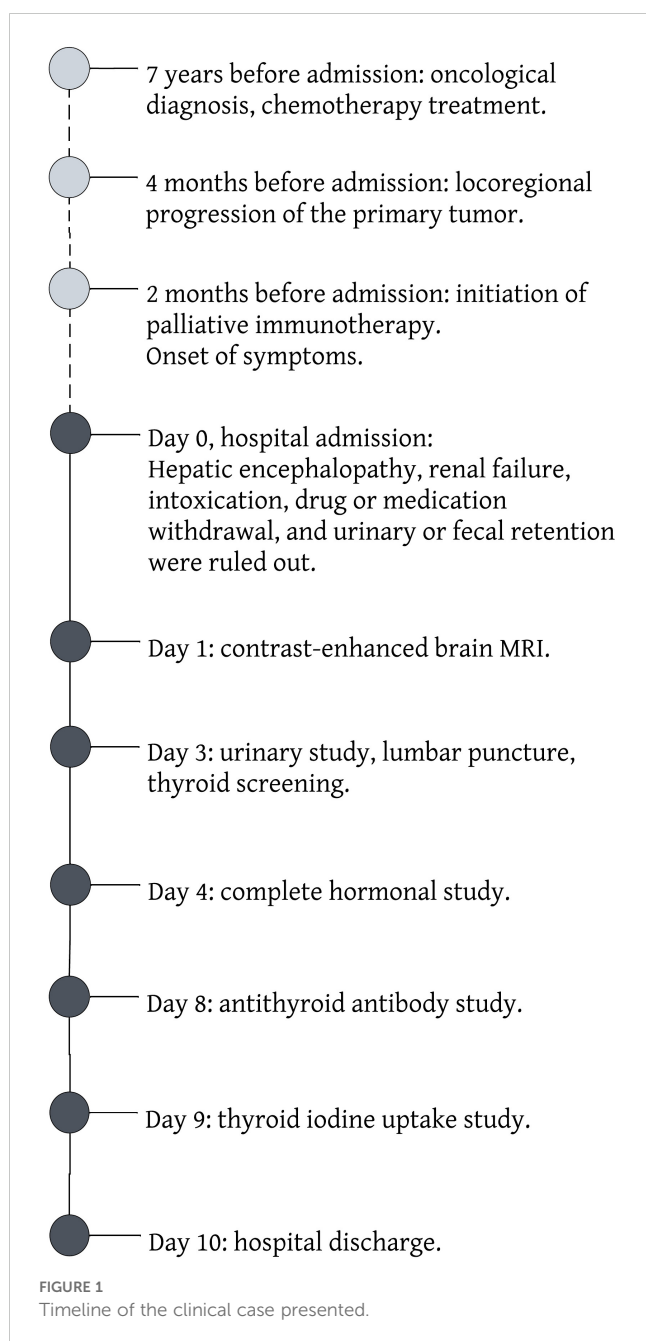 7 years before admission: oncological
diagnosis, chemotherapy treatment.
4 months before admission: locoregional
progression of the primary tumor.
2 months before admission: initiation of
palliative immunotherapy.
Onset of symptoms.
Day 0, hospital admission:
Hepatic encephalopathy, renal failure,
intoxication, drug or medication
withdrawal, and urinary or fecal retention
were ruled out.
Day 1: contrast-enhanced brain MRI.
Day 3: urinary study, lumbar puncture,
thyroid screening.
Day 4: complete hormonal study.
Day 8: antithyroid antibody study.
Day 9: thyroid iodine uptake study.
Day 10: hospital discharge.
FIGURE 1
Timeline of the clinical case presented.